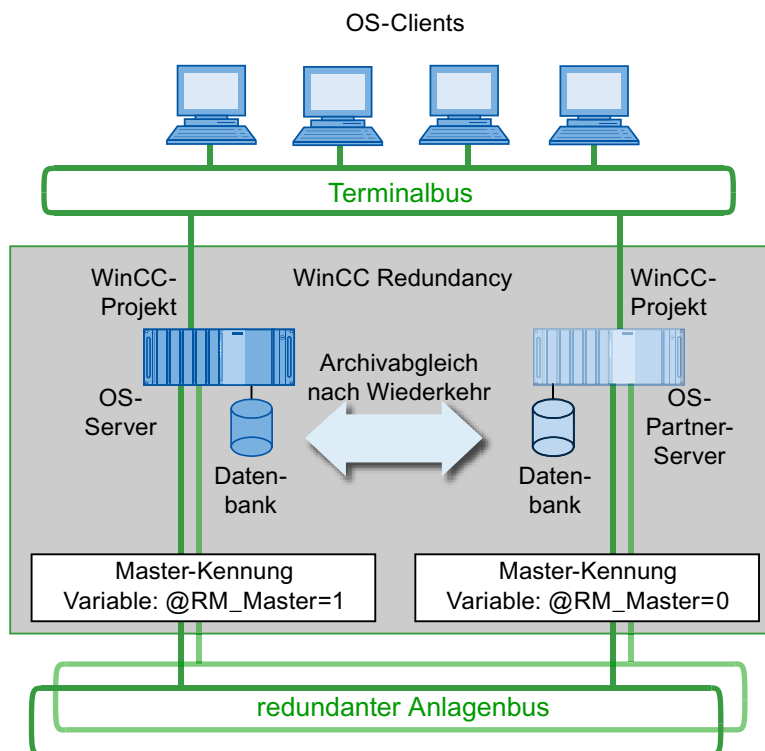 OS-Clients
Terminalbus
WinCC-
Projekt
WinCC Redundancy
WinCC-
Projekt
OS-
Server
Archivabgleich
nach Wiederkehr
OS-
Partner-
Server
Daten-
bank
Daten-
bank
Master-Kennung
Variable: @RM_Master=1
Master-Kennung
Variable: @RM_Master=0
redundanter Anlagenbus